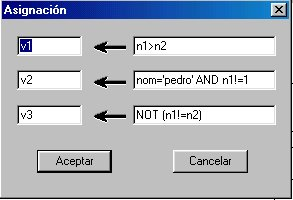 Asignación
v1 n1>n2
v2 nom='pedro' AND n1!=1
v3 NOT (n1!=n2)
Aceptar Cancelar